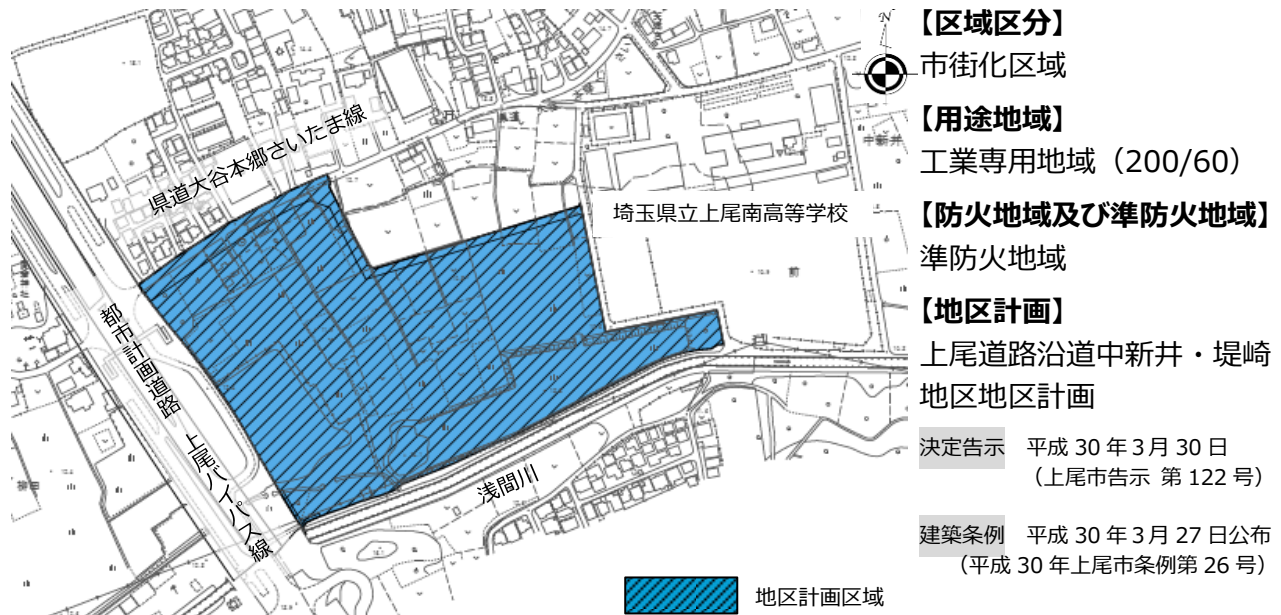 N
【区域区分】
市街化区域
【用途地域】
工業専用地域（200/60）
【防火地域及び準防火地域】
準防火地域
【地区計画】
上尾道路沿道中新井・堤崎
地区地区計画
決定告示　平成 30 年 3 月 30 日
（上尾市告示 第 122 号）
建築条例　平成 30 年 3 月 27 日公布
（平成 30 年上尾市条例第 26 号）
県道大谷本郷さいたま線
埼玉県立上尾南高等学校
中新井
前
都市計画道路　上尾バイパス線
浅間川
地区計画区域